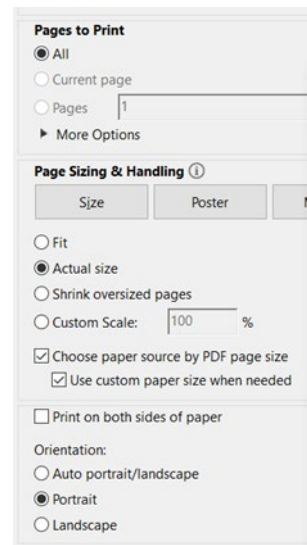 Pages to Print
All
Current page
Pages 1
More Options
Page Sizing & Handling
Size Poster
Fit
Actual size
Shrink oversized pages
Custom Scale: 100 %
Choose paper source by PDF page size
Use custom paper size when needed
Print on both sides of paper
Orientation:
Auto portrait/landscape
Portrait
Landscape